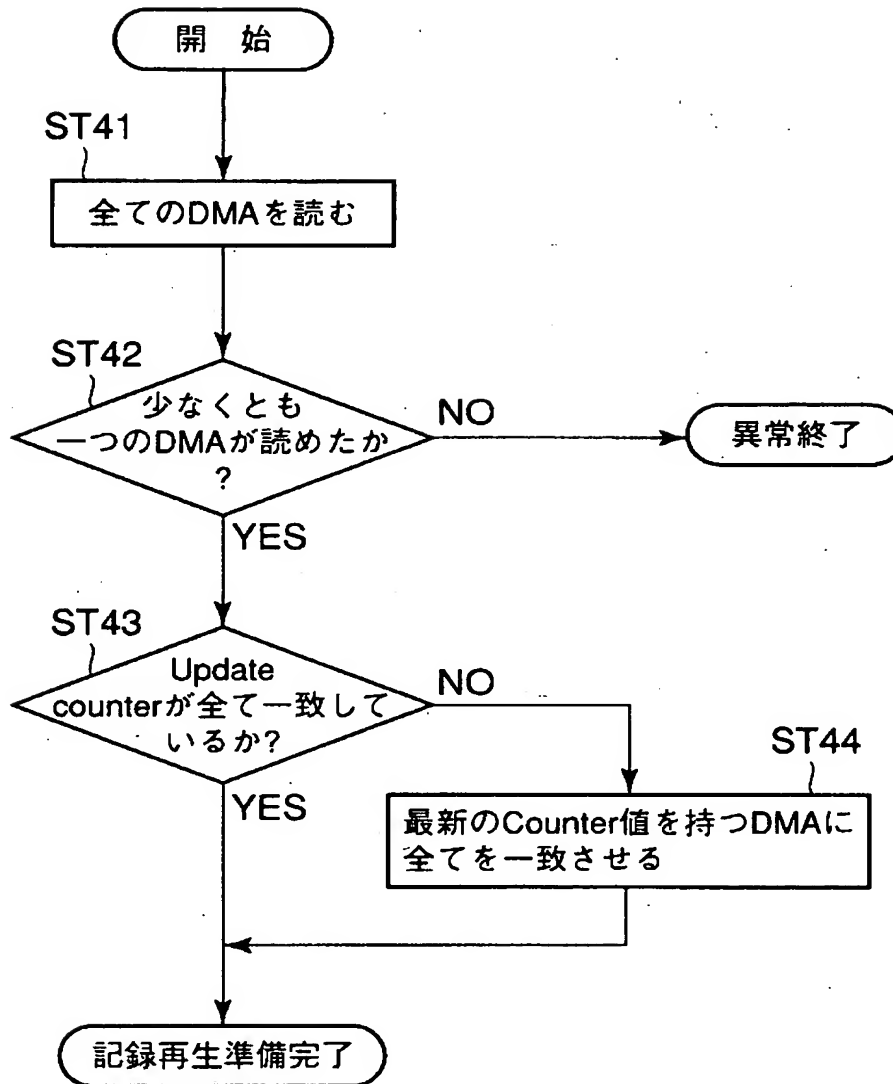 開 始
ST41
全てのDMAを読む
ST42
少なくとも
一つのDMAが読めたか
?
NO
異常終了
YES
ST43
Update
counterが全て一致して
いるか?
NO
ST44
YES
最新のCounter値を持つDMAに
全てを一致させる
記録再生準備完了